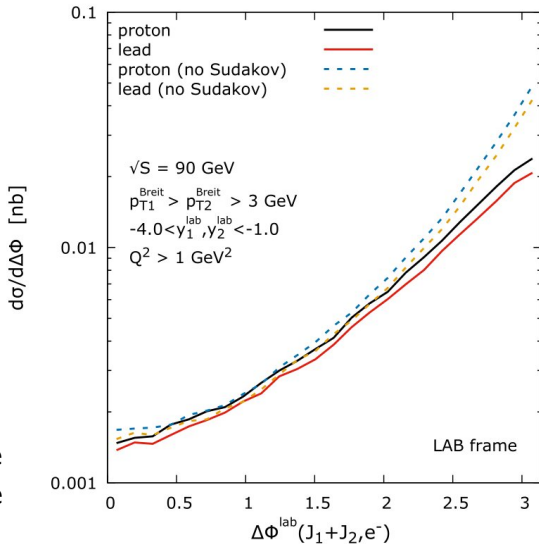 0.1
proton
lead
proton (no Sudakov)
lead (no Sudakov)
√S = 90 GeV
p_T1^Breit > p_T2^Breit > 3 GeV
-4.0<y_1^lab,y_2^lab<-1.0
Q² > 1 GeV²
dσ/dΔΦ [nb]
0.01
LAB frame
e
e
0.001
0 0.5 1 1.5 2 2.5 3
ΔΦ^lab(J₁+J₂,e⁻)